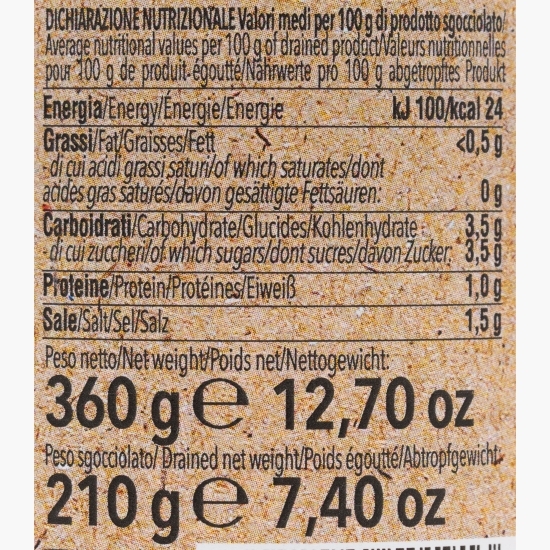 DICHIARAZIONE NUTRIZIONALE Valori medi per 100 g di prodotto sgocciolato/
Average nutritional values per 100 g of drained product/Valeurs nutritionnelles
pour 100 g de produit égoutté/Nährwerte pro 100 g abgetropftes Produkt
Energia/Energy/Énergie/Energie kJ 100/kcal 24
Grassi/Fat/Graisses/Fett <0,5 g
- di cui acidi grassi saturi/of which saturates/dont
acides gras saturés/davon gesättigte Fettsäuren: 0 g
Carboidrati/Carbohydrate/Glucides/Kohlenhydrate 3,5 g
- di cui zuccheri/of which sugars/dont sucres/davon Zucker: 3,5 g
Proteine/Protein/Protéines/Eiweiß 1,0 g
Sale/Salt/Sel/Salz 1,5 g
Peso netto/Net weight/Poids net/Nettogewicht:
360 g ℮ 12,70 oz
Peso sgocciolato/Drained net weight/Poids égoutté/Abtropfgewicht:
210 g ℮ 7,40 oz